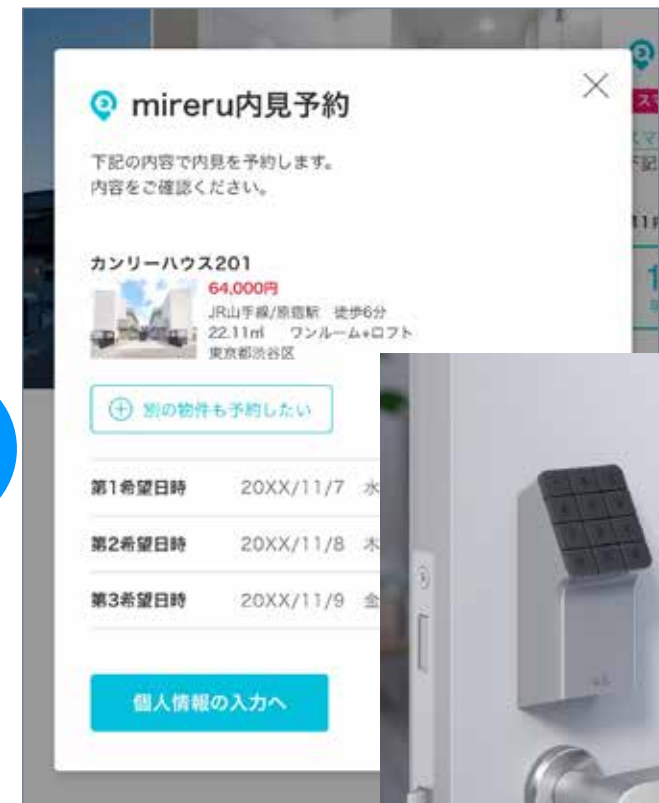 mireru内見予約
下記の内容で内見を予約します。
内容をご確認ください。
カンリーハウス201
64,000円
JR山手線/原宿駅 徒歩6分
22.11㎡ ワンルーム+ロフト
東京都渋谷区
別の物件も予約したい
第1希望日時 20XX/11/7 水
第2希望日時 20XX/11/8 木
第3希望日時 20XX/11/9 金
個人情報の入力へ